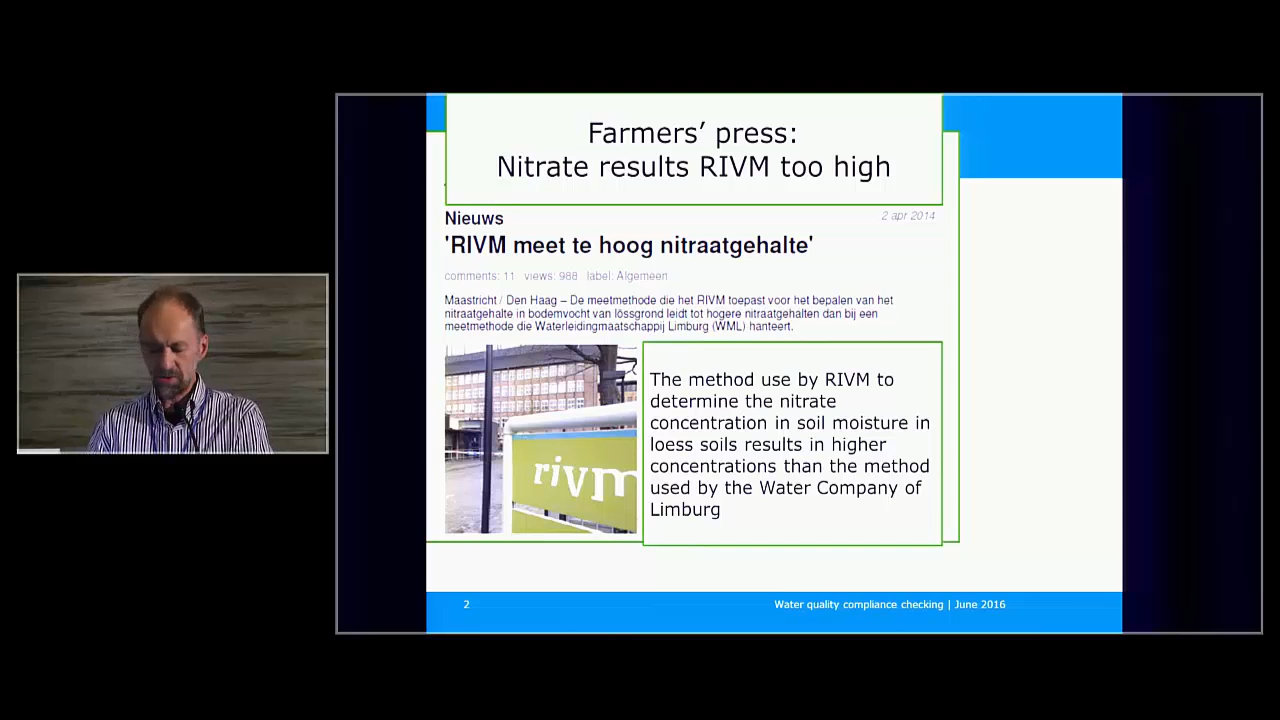 Farmers’ press:
Nitrate results RIVM too high
Nieuws
2 apr 2014
'RIVM meet te hoog nitraatgehalte'
comments: 11 views: 988 label: Algemeen
Maastricht / Den Haag – De meetmethode die het RIVM toepast voor het bepalen van het
nitraatgehalte in bodemvocht van lössgrond leidt tot hogere nitraatgehalten dan bij een
meetmethode die Waterleidingmaatschappij Limburg (WML) hanteert.
rivm
The method use by RIVM to
determine the nitrate
concentration in soil moisture in
loess soils results in higher
concentrations than the method
used by the Water Company of
Limburg
2
Water quality compliance checking | June 2016